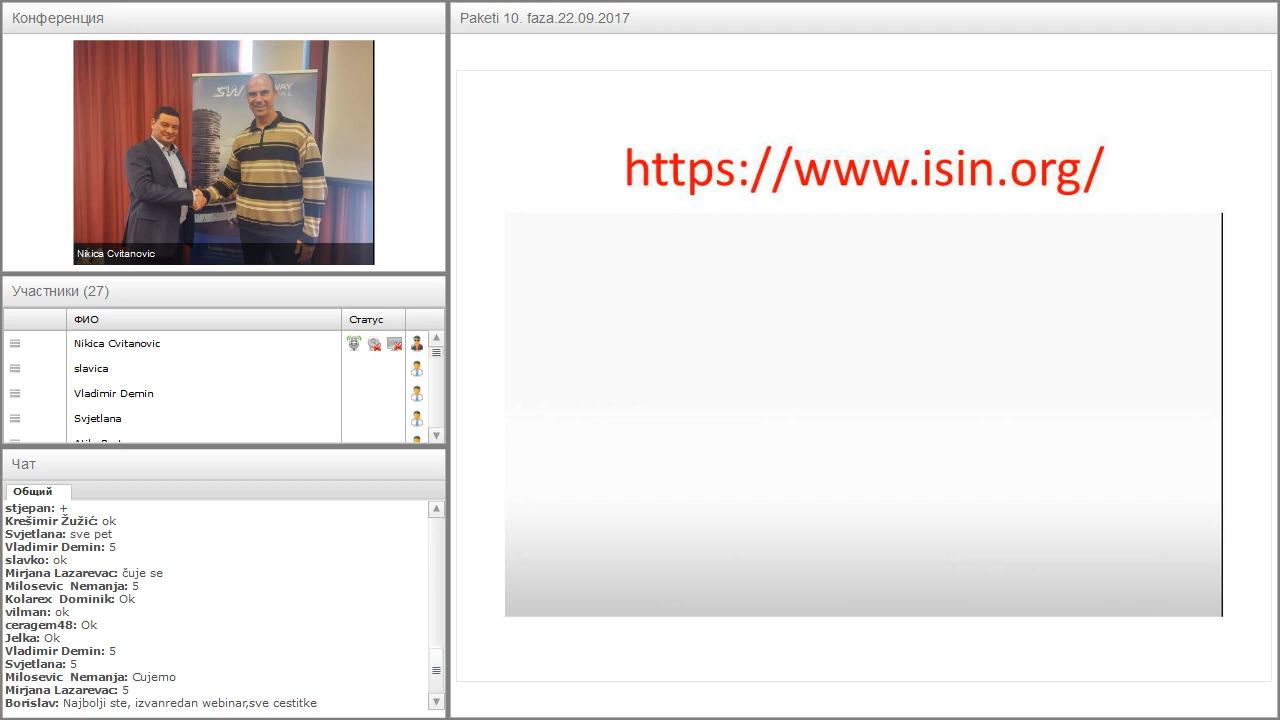 Конференция
Nikica Cvitanovic
Участники (27)
ФИО Статус
Nikica Cvitanovic
slavica
Vladimir Demin
Svjetlana
Чат
Общий
stjepan: +
Krešimir Žužić: ok
Svjetlana: sve pet
Vladimir Demin: 5
slavko: ok
Mirjana Lazarevac: čuje se
Milosevic Nemanja: 5
Kolarex Dominik: Ok
vilman: ok
ceragem48: Ok
Jelka: Ok
Vladimir Demin: 5
Svjetlana: 5
Milosevic Nemanja: Cujemo
Mirjana Lazarevac: 5
Borislav: Najbolji ste, izvanredan webinar,sve cestitke
Paketi 10. faza.22.09.2017
https://www.isin.org/